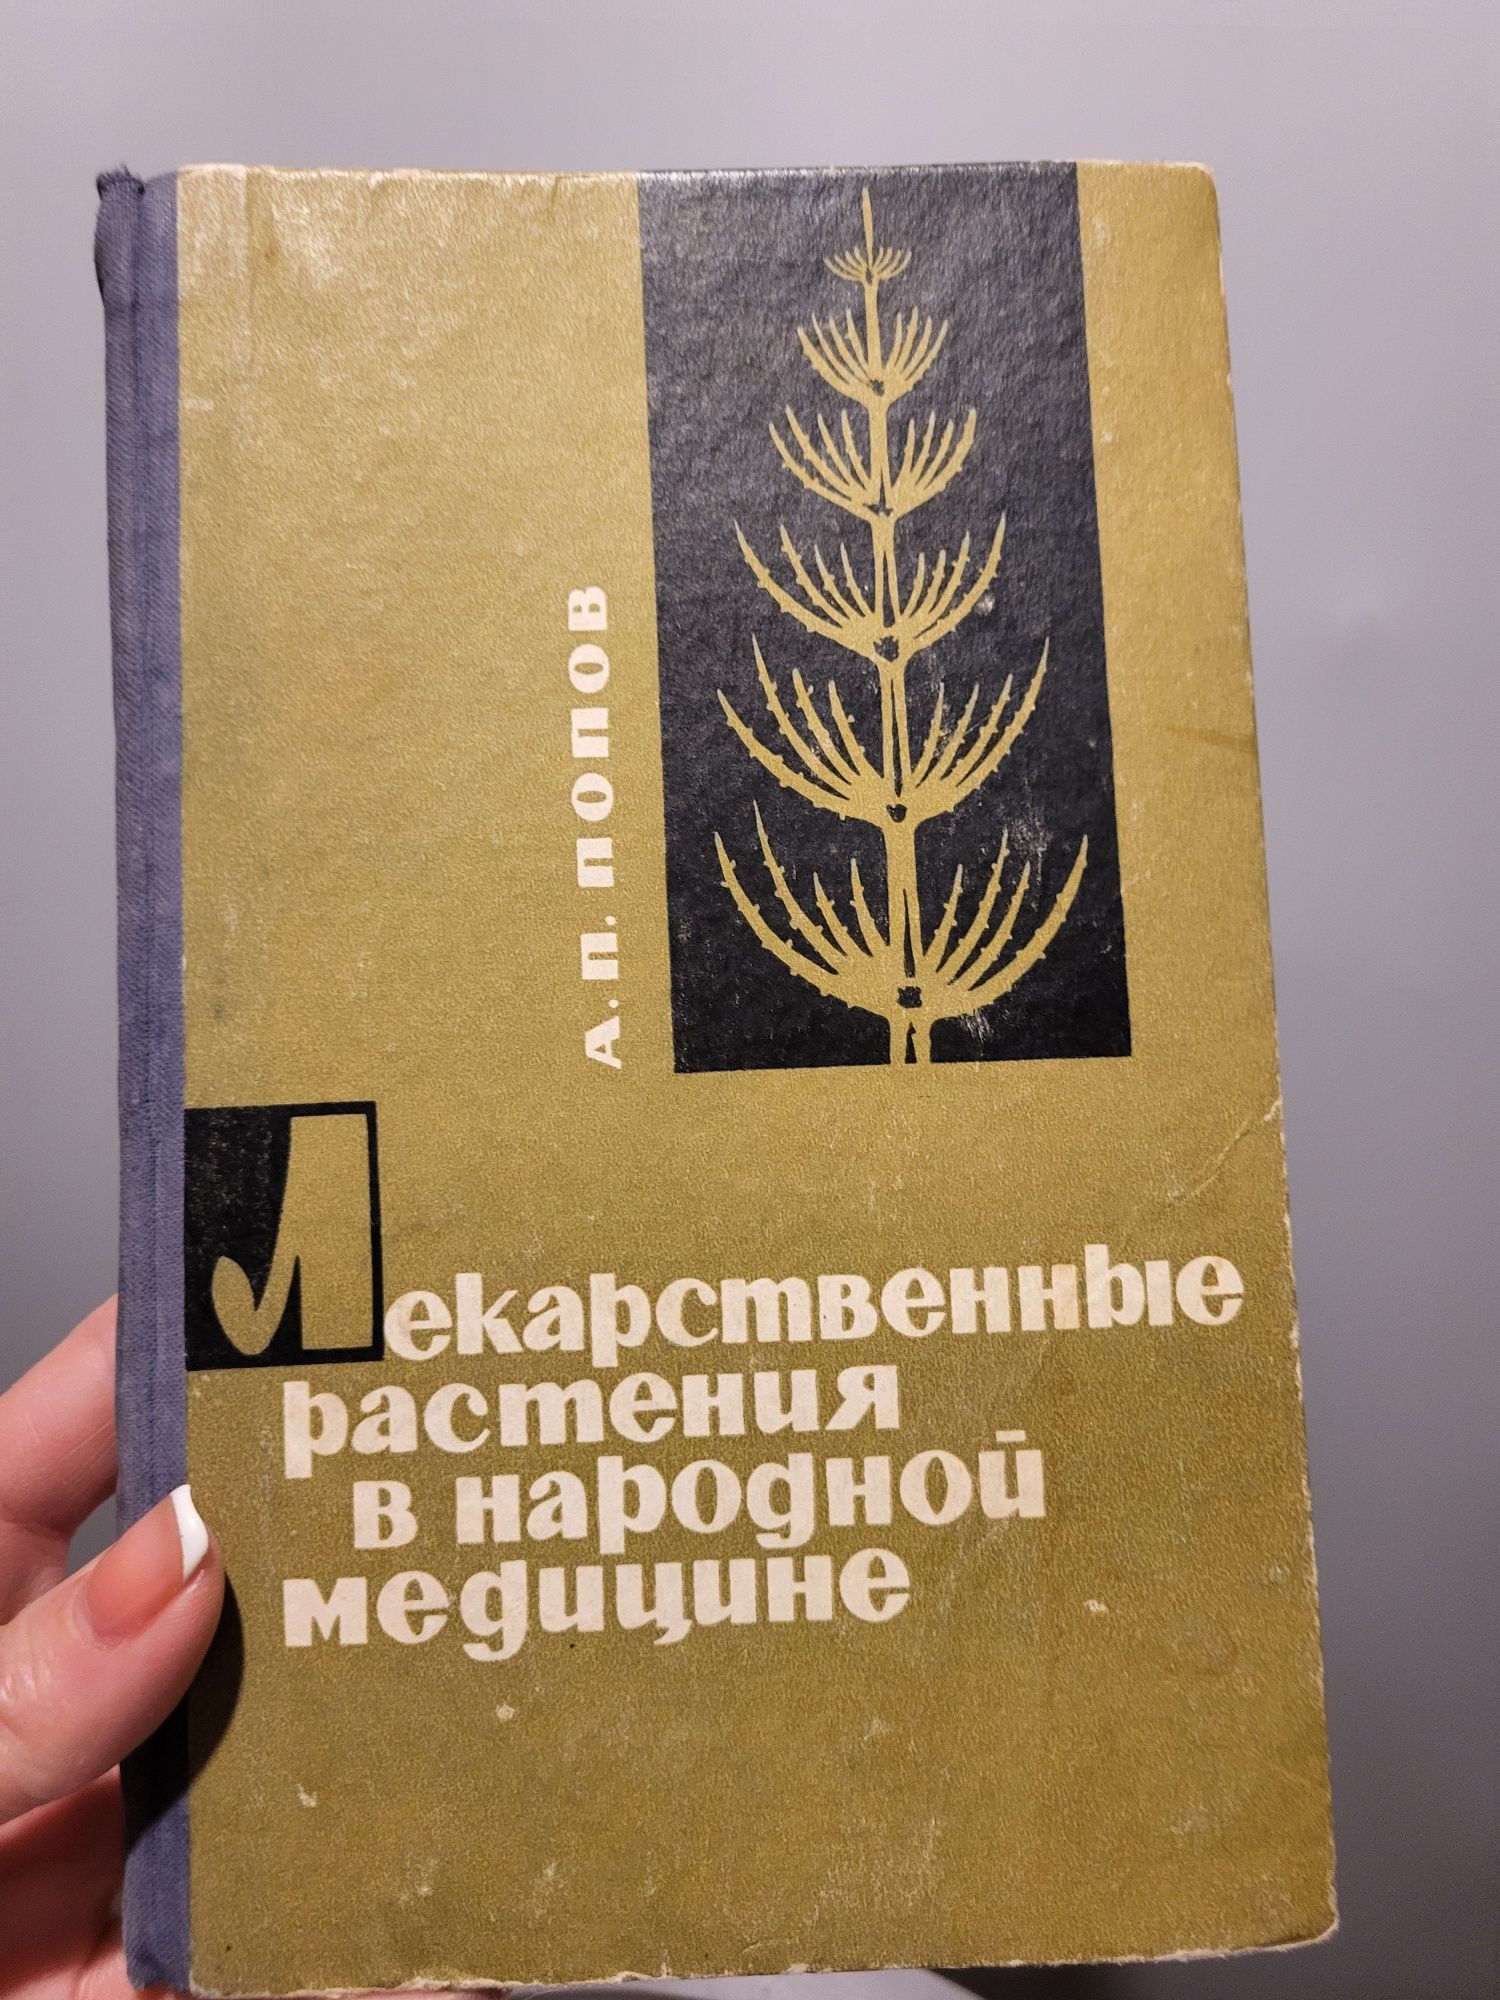 А.П. ПОПОВ
Лекарственные
растения
в народной
медицине